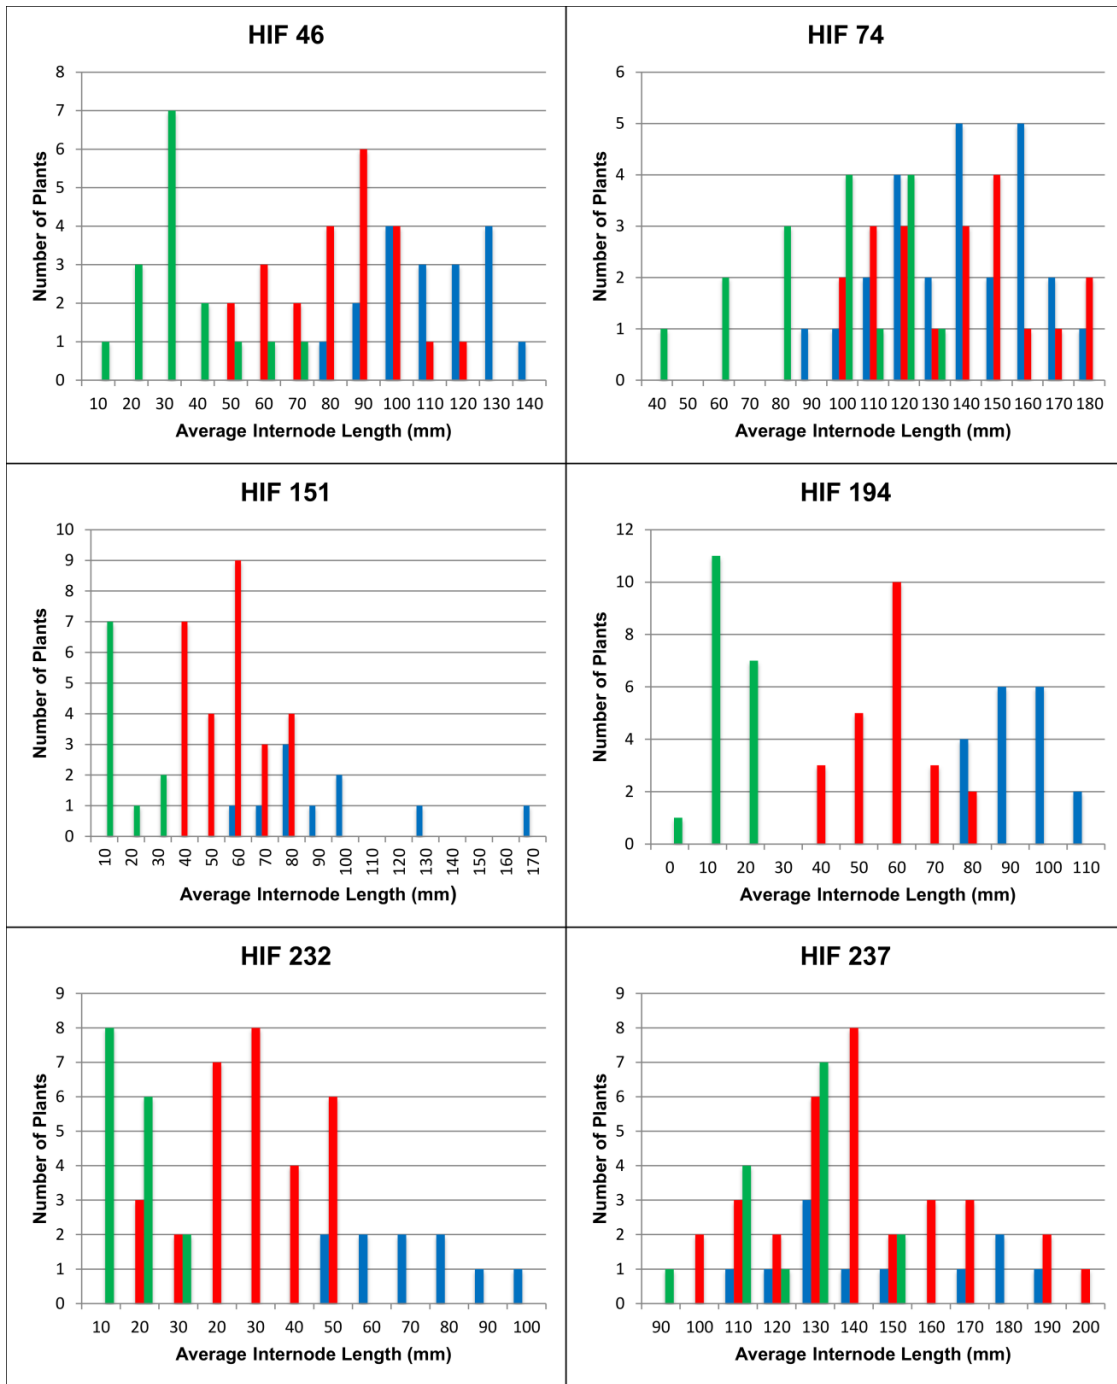 HIF 46
8
7
6
5
4
3
2
1
0
Number of Plants
10 20 30 40 50 60 70 80 90 100 110 120 130 140
Average Internode Length (mm)
HIF 74
6
5
4
3
2
1
0
Number of Plants
40 50 60 80 90 100 110 120 130 140 150 160 170 180
Average Internode Length (mm)
HIF 151
10
9
8
7
6
5
4
3
2
1
0
Number of Plants
10 20 30 40 50 60 70 80 90 100 110 130 140 150 160 170
Average Internode Length (mm)
HIF 194
12
10
8
6
4
2
0
Number of Plants
0 10 20 30 40 50 60 70 80 90 100 110
Average Internode Length (mm)
HIF 232
9
8
7
6
5
4
3
2
1
0
Number of Plants
10 20 30 20 30 40 50 60 70 80 90 100
Average Internode Length (mm)
HIF 237
9
8
7
6
5
4
3
2
1
0
Number of Plants
90 100 110 120 130 140 150 160 170 180 190 200
Average Internode Length (mm)